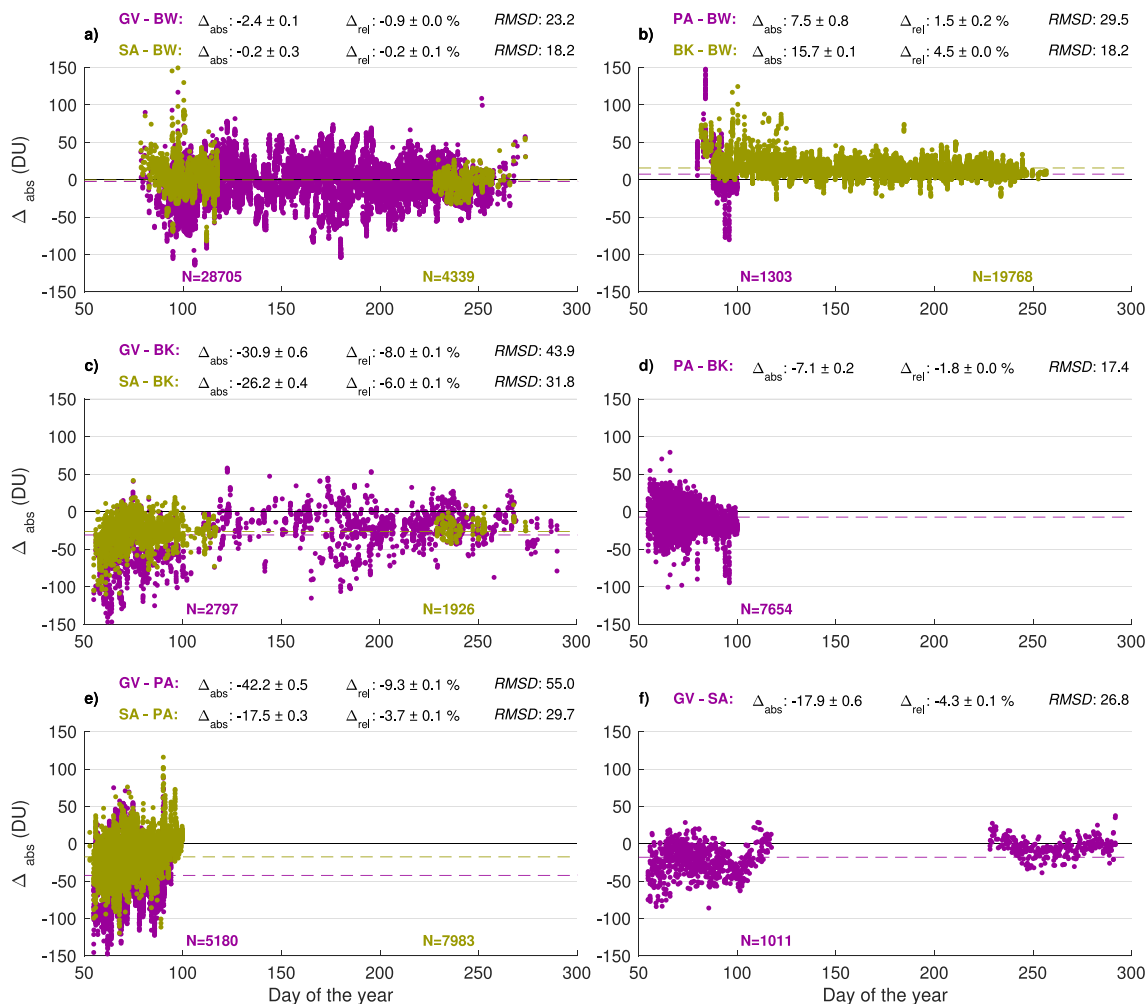 a) GV - BW: Δabs: -2.4 ± 0.1 Δrel: -0.9 ± 0.0 % RMSD: 23.2
SA - BW: Δabs: -0.2 ± 0.3 Δrel: -0.2 ± 0.1 % RMSD: 18.2
150
100
50
0
-50
-100
-150
Δ abs (DU)
N=28705 N=4339
50 100 150 200 250 300
b) PA - BW: Δabs: 7.5 ± 0.8 Δrel: 1.5 ± 0.2 % RMSD: 29.5
BK - BW: Δabs: 15.7 ± 0.1 Δrel: 4.5 ± 0.0 % RMSD: 18.2
150
100
50
0
-50
-100
-150
N=1303 N=19768
50 100 150 200 250 300
c) GV - BK: Δabs: -30.9 ± 0.6 Δrel: -8.0 ± 0.1 % RMSD: 43.9
SA - BK: Δabs: -26.2 ± 0.4 Δrel: -6.0 ± 0.1 % RMSD: 31.8
150
100
50
0
-50
-100
-150
Δ abs (DU)
N=2797 N=1926
50 100 150 200 250 300
d) PA - BK: Δabs: -7.1 ± 0.2 Δrel: -1.8 ± 0.0 % RMSD: 17.4
150
100
50
0
-50
-100
-150
N=7654
50 100 150 200 250 300
e) GV - PA: Δabs: -42.2 ± 0.5 Δrel: -9.3 ± 0.1 % RMSD: 55.0
SA - PA: Δabs: -17.5 ± 0.3 Δrel: -3.7 ± 0.1 % RMSD: 29.7
150
100
50
0
-50
-100
-150
Δ abs (DU)
N=5180 N=7983
50 100 150 200 250 300
Day of the year
f) GV - SA: Δabs: -17.9 ± 0.6 Δrel: -4.3 ± 0.1 % RMSD: 26.8
150
100
50
0
-50
-100
-150
N=1011
50 100 150 200 250 300
Day of the year